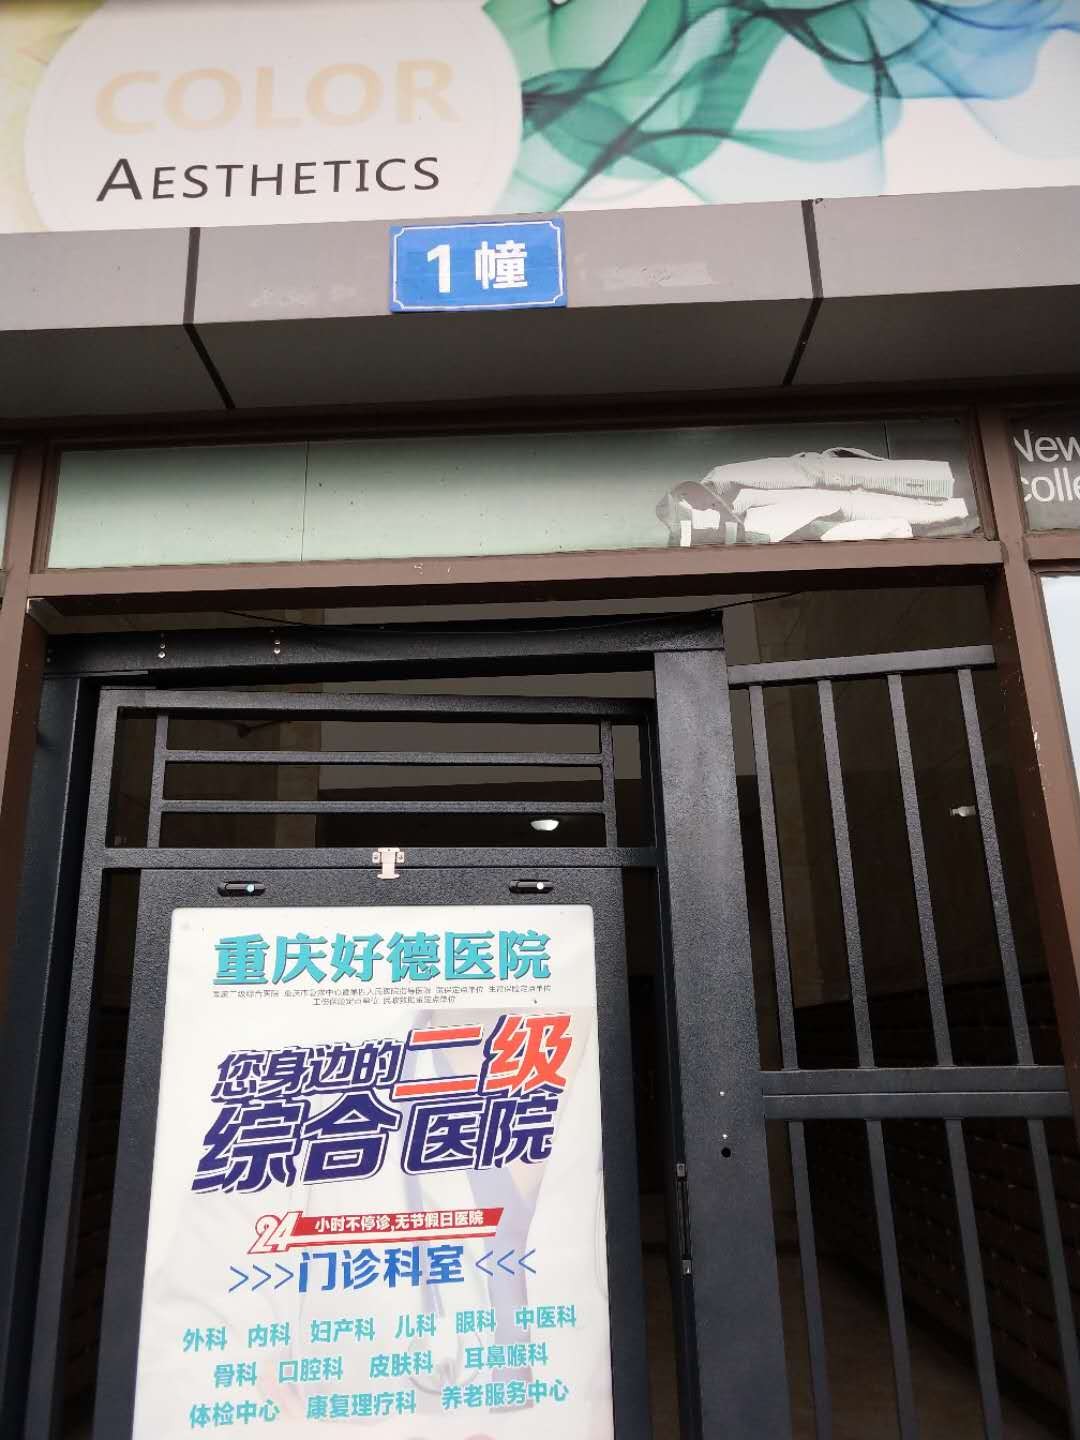 COLOR
AESTHETICS
1 幢
New
colle
重庆好德医院
您身边的二级
综合医院
24小时不停诊,无节假日医院
>>>门诊科室<<<
外科 内科 妇产科 儿科 眼科 中医科
骨科 口腔科 皮肤科 耳鼻喉科
体检中心 康复理疗科 养老服务中心